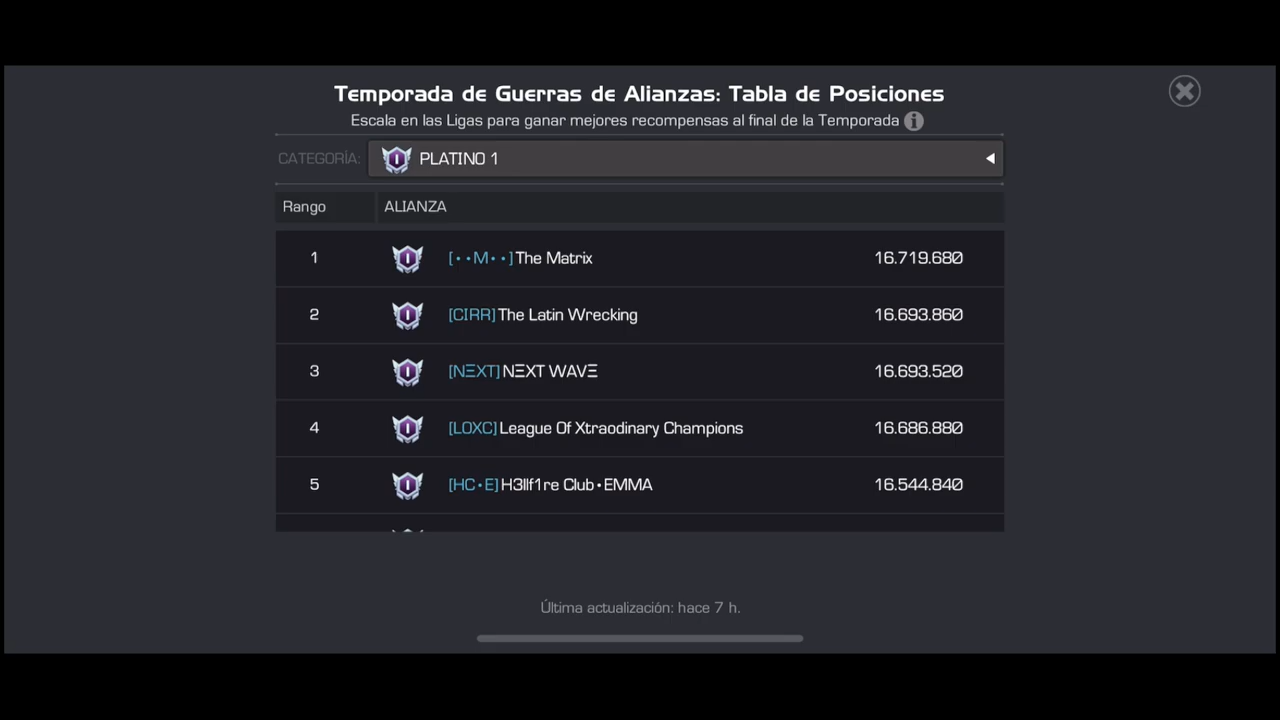 Temporada de Guerras de Alianzas: Tabla de Posiciones
Escala en las Ligas para ganar mejores recompensas al final de la Temporada i
CATEGORÍA: PLATINO 1
Rango ALIANZA
1 [••M••]The Matrix 16.719.680
2 [CIRR]The Latin Wrecking 16.693.860
3 [NΞXT]NΞXT WAVΞ 16.693.520
4 [LOXC]League Of Xtraodinary Champions 16.686.880
5 [HC•E]H3llf1re Club•EMMA 16.544.840
Última actualización: hace 7 h.